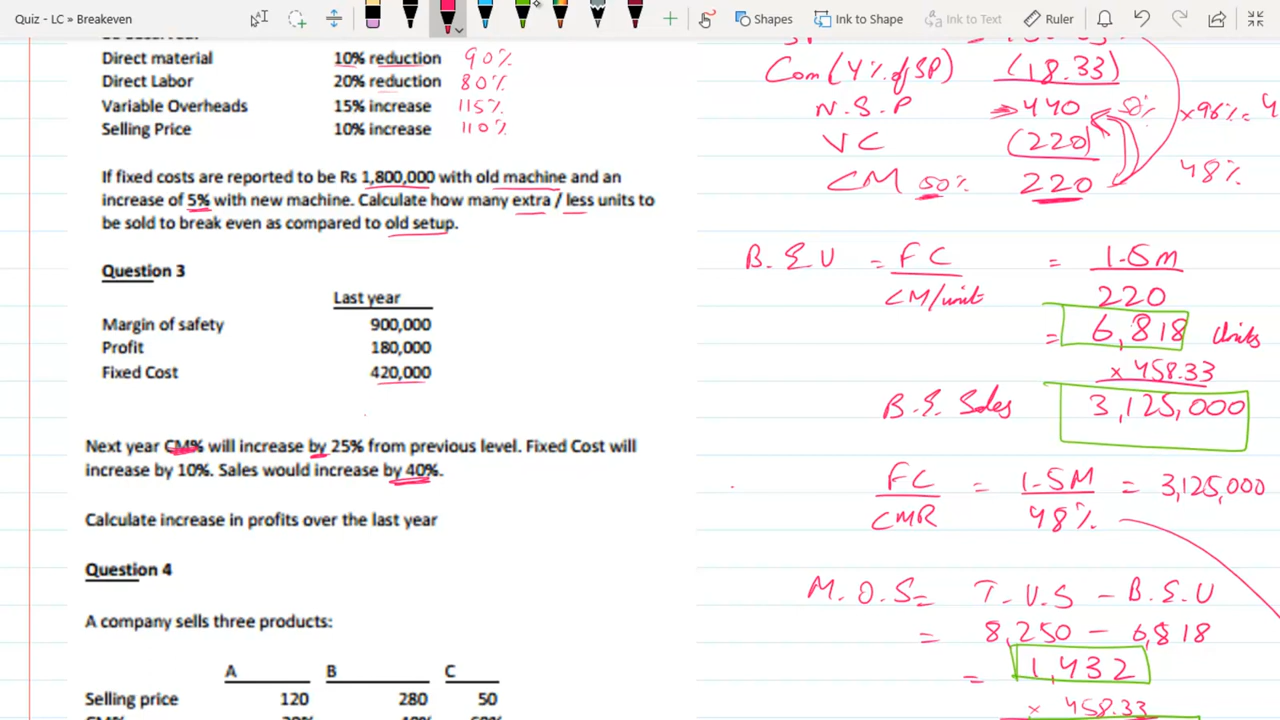 Quiz - LC » Breakeven
Shapes
Ink to Shape
Ink to Text
Ruler
be observed:
Direct material 10% reduction 90%
Direct Labor 20% reduction 80%
Variable Overheads 15% increase 115%
Selling Price 10% increase 110%
If fixed costs are reported to be Rs 1,800,000 with old machine and an
increase of 5% with new machine. Calculate how many extra / less units to
be sold to break even as compared to old setup.
Question 3
Last year
Margin of safety 900,000
Profit 180,000
Fixed Cost 420,000
Next year CM% will increase by 25% from previous level. Fixed Cost will
increase by 10%. Sales would increase by 40%.
Calculate increase in profits over the last year
Question 4
A company sells three products:
A B C
Selling price 120 280 50
Com (4% of SP) (18.33)
N.S.P 440 50% x96% = 4
VC (220)
CM 50% 220 48%
B.E U = FC = 1.5M
CM/unit 220
= 6,818 Units
x 458.33
B.E. Sales 3,125,000
FC = 1.5M = 3,125,000
CMR 48%
M.O.S = T.U.S - B.E.U
= 8,250 - 6,818
= 1,432
x 458.33